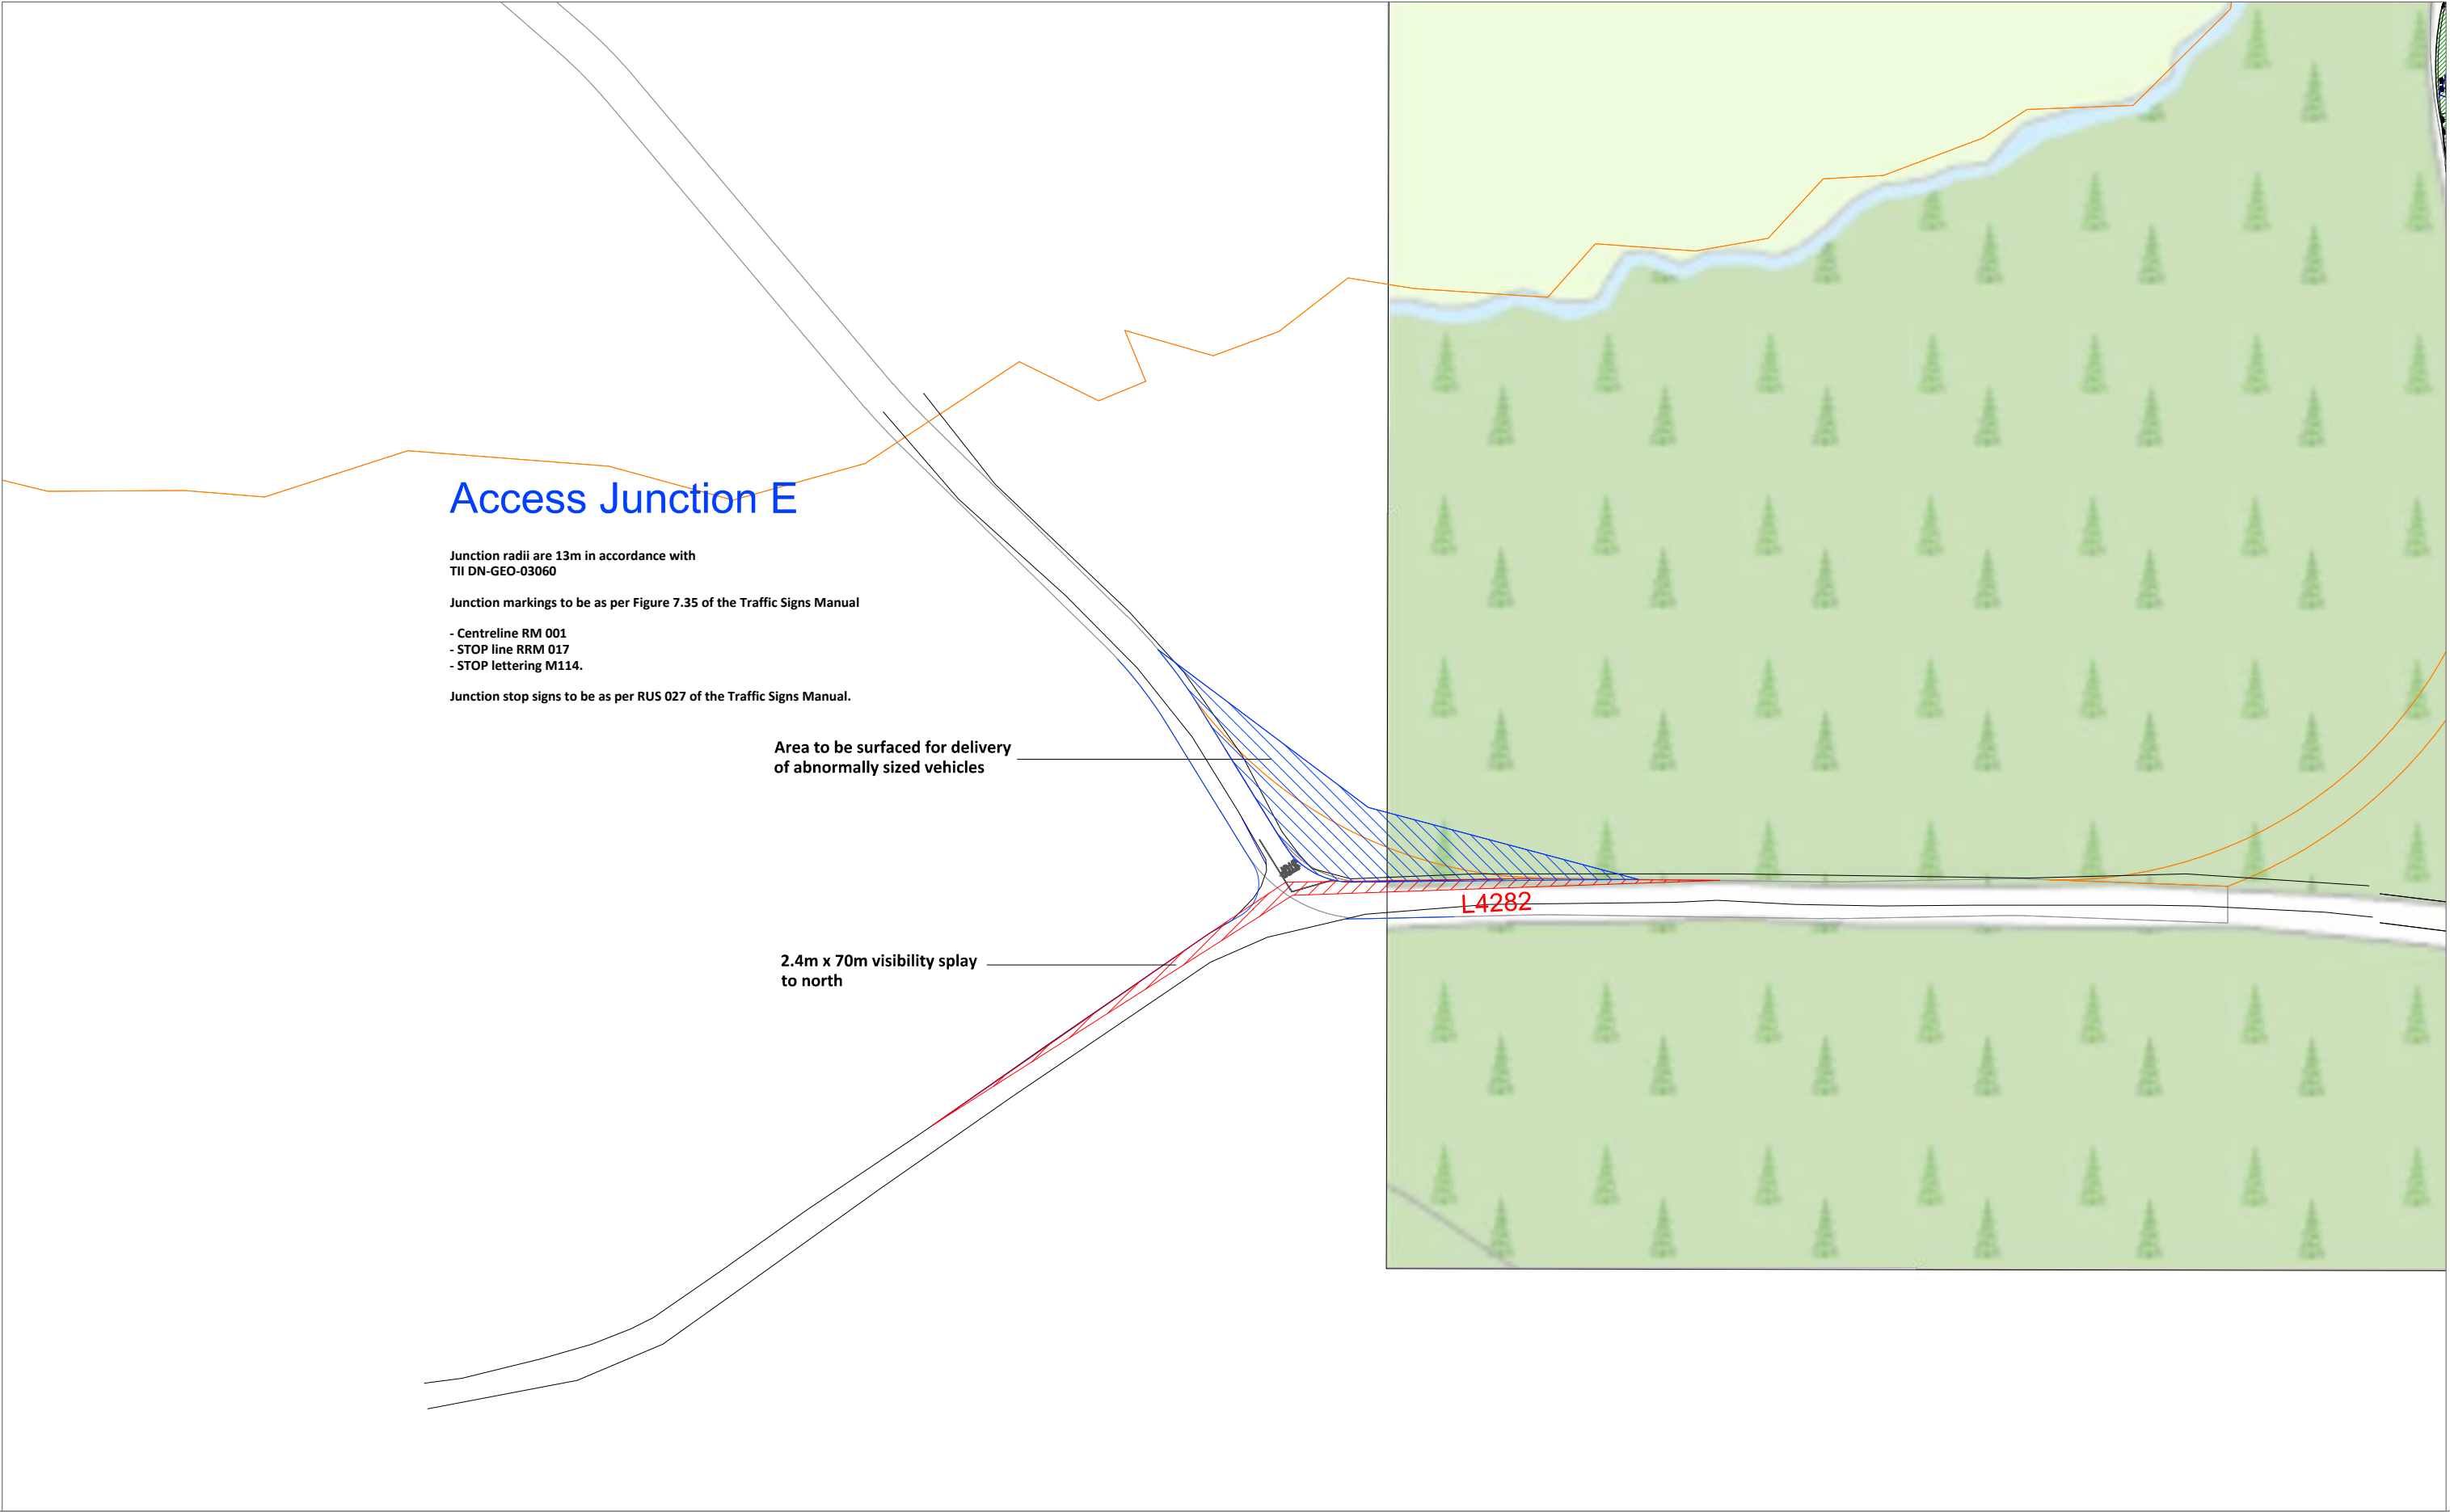 Access Junction E
Junction radii are 13m in accordance with
TII DN-GEO-03060
Junction markings to be as per Figure 7.35 of the Traffic Signs Manual
- Centreline RM 001
- STOP line RRM 017
- STOP lettering M114.
Junction stop signs to be as per RUS 027 of the Traffic Signs Manual.
Area to be surfaced for delivery
of abnormally sized vehicles
L4282
2.4m x 70m visibility splay
to north